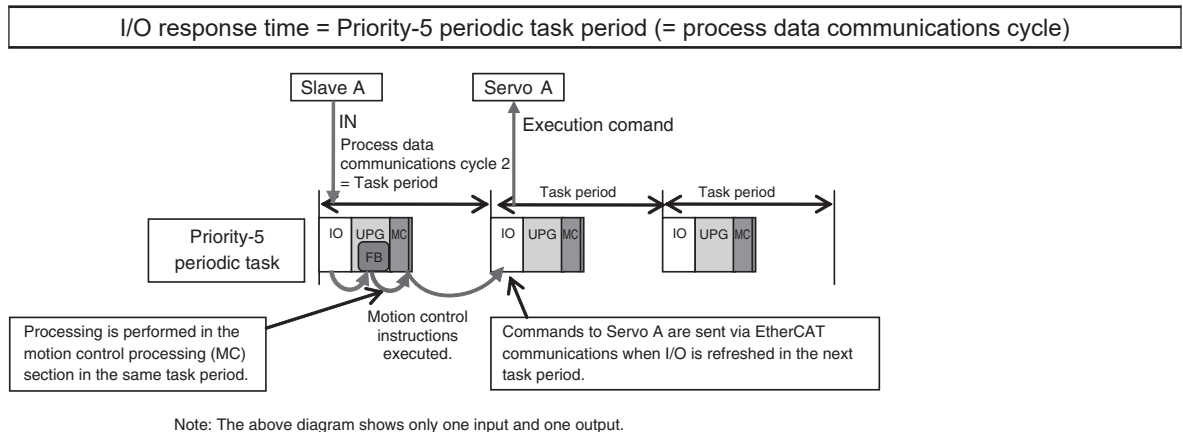 I/O response time = Priority-5 periodic task period (= process data communications cycle)
Slave A
Servo A
IN
Execution comand
Process data
communications cycle 2
= Task period
Task period
Task period
Priority-5
periodic task
IO
UPG
MC
FB
IO
UPG
MC
IO
UPG
MC
Motion control
instructions
executed.
Processing is performed in the
motion control processing (MC)
section in the same task period.
Commands to Servo A are sent via EtherCAT
communications when I/O is refreshed in the next
task period.
Note: The above diagram shows only one input and one output.